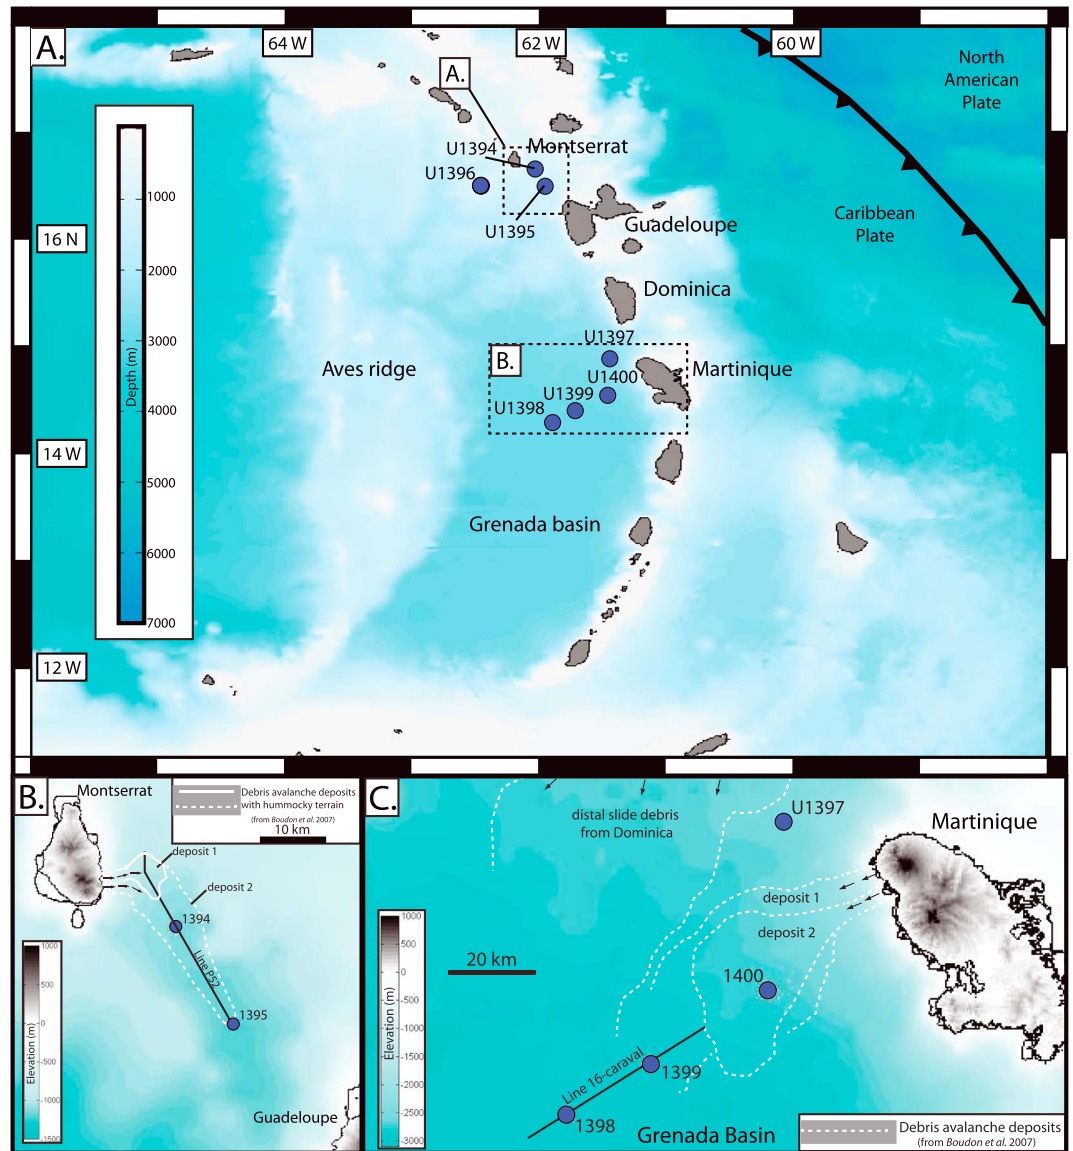 A.
64 W
62 W
60 W
North
American
Plate
A.
U1394
Montserrat
U1396
U1395
Guadeloupe
Caribbean
Plate
16 N
Dominica
U1397
B.
Martinique
U1400
U1399
U1398
Aves ridge
14 W
Grenada basin
12 W
Depth (m)
1000
2000
3000
4000
5000
6000
7000
B.
Montserrat
Debris avalanche deposits
with hummocky terrain
(from Boudon et al. 2007)
10 km
deposit 1
deposit 2
1394
Line P52
1395
Guadeloupe
Elevation (m)
1000
500
0
-500
-1000
-1500
C.
distal slide debris
from Dominica
U1397
Martinique
deposit 1
deposit 2
20 km
1400
Line 16-caraval
1399
1398
Grenada Basin
Elevation (m)
1000
500
0
-500
-1000
-1500
-2000
-2500
-3000
Debris avalanche deposits
(from Boudon et al. 2007)